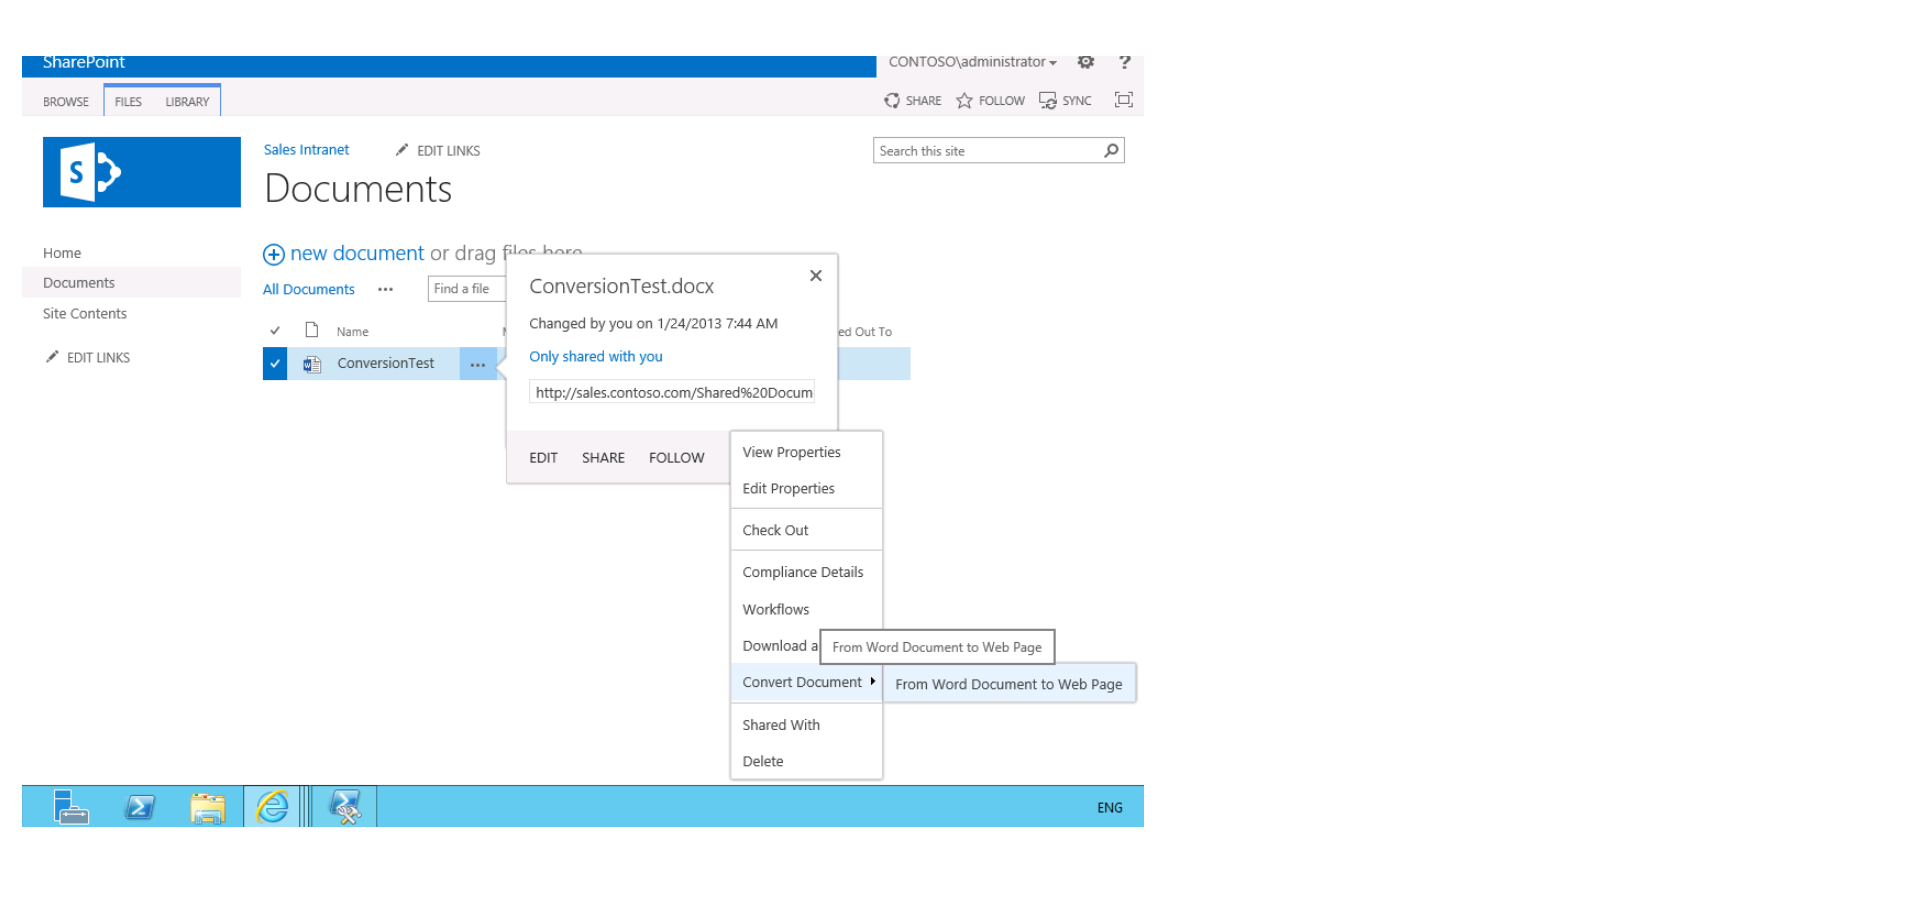 SharePoint
CONTOSO\administrator
?
BROWSE FILES LIBRARY
SHARE FOLLOW SYNC
S
Sales Intranet EDIT LINKS
Search this site
Documents
Home
Documents
Site Contents
EDIT LINKS
new document or drag files here
All Documents ... Find a file
Name
ed Out To
ConversionTest ...
ConversionTest.docx
Changed by you on 1/24/2013 7:44 AM
Only shared with you
http://sales.contoso.com/Shared%20Docum
EDIT SHARE FOLLOW
View Properties
Edit Properties
Check Out
Compliance Details
Workflows
Download a
From Word Document to Web Page
Convert Document
From Word Document to Web Page
Shared With
Delete
ENG